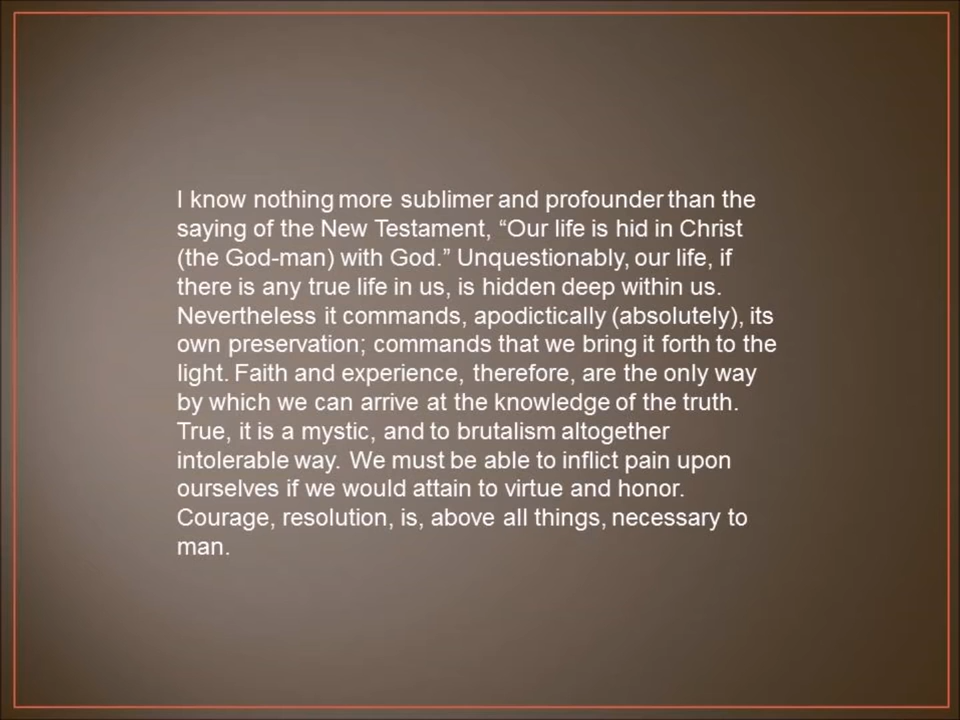 I know nothing more sublimer and profounder than the
saying of the New Testament, “Our life is hid in Christ
(the God-man) with God.” Unquestionably, our life, if
there is any true life in us, is hidden deep within us.
Nevertheless it commands, apodictically (absolutely), its
own preservation; commands that we bring it forth to the
light. Faith and experience, therefore, are the only way
by which we can arrive at the knowledge of the truth.
True, it is a mystic, and to brutalism altogether
intolerable way. We must be able to inflict pain upon
ourselves if we would attain to virtue and honor.
Courage, resolution, is, above all things, necessary to
man.